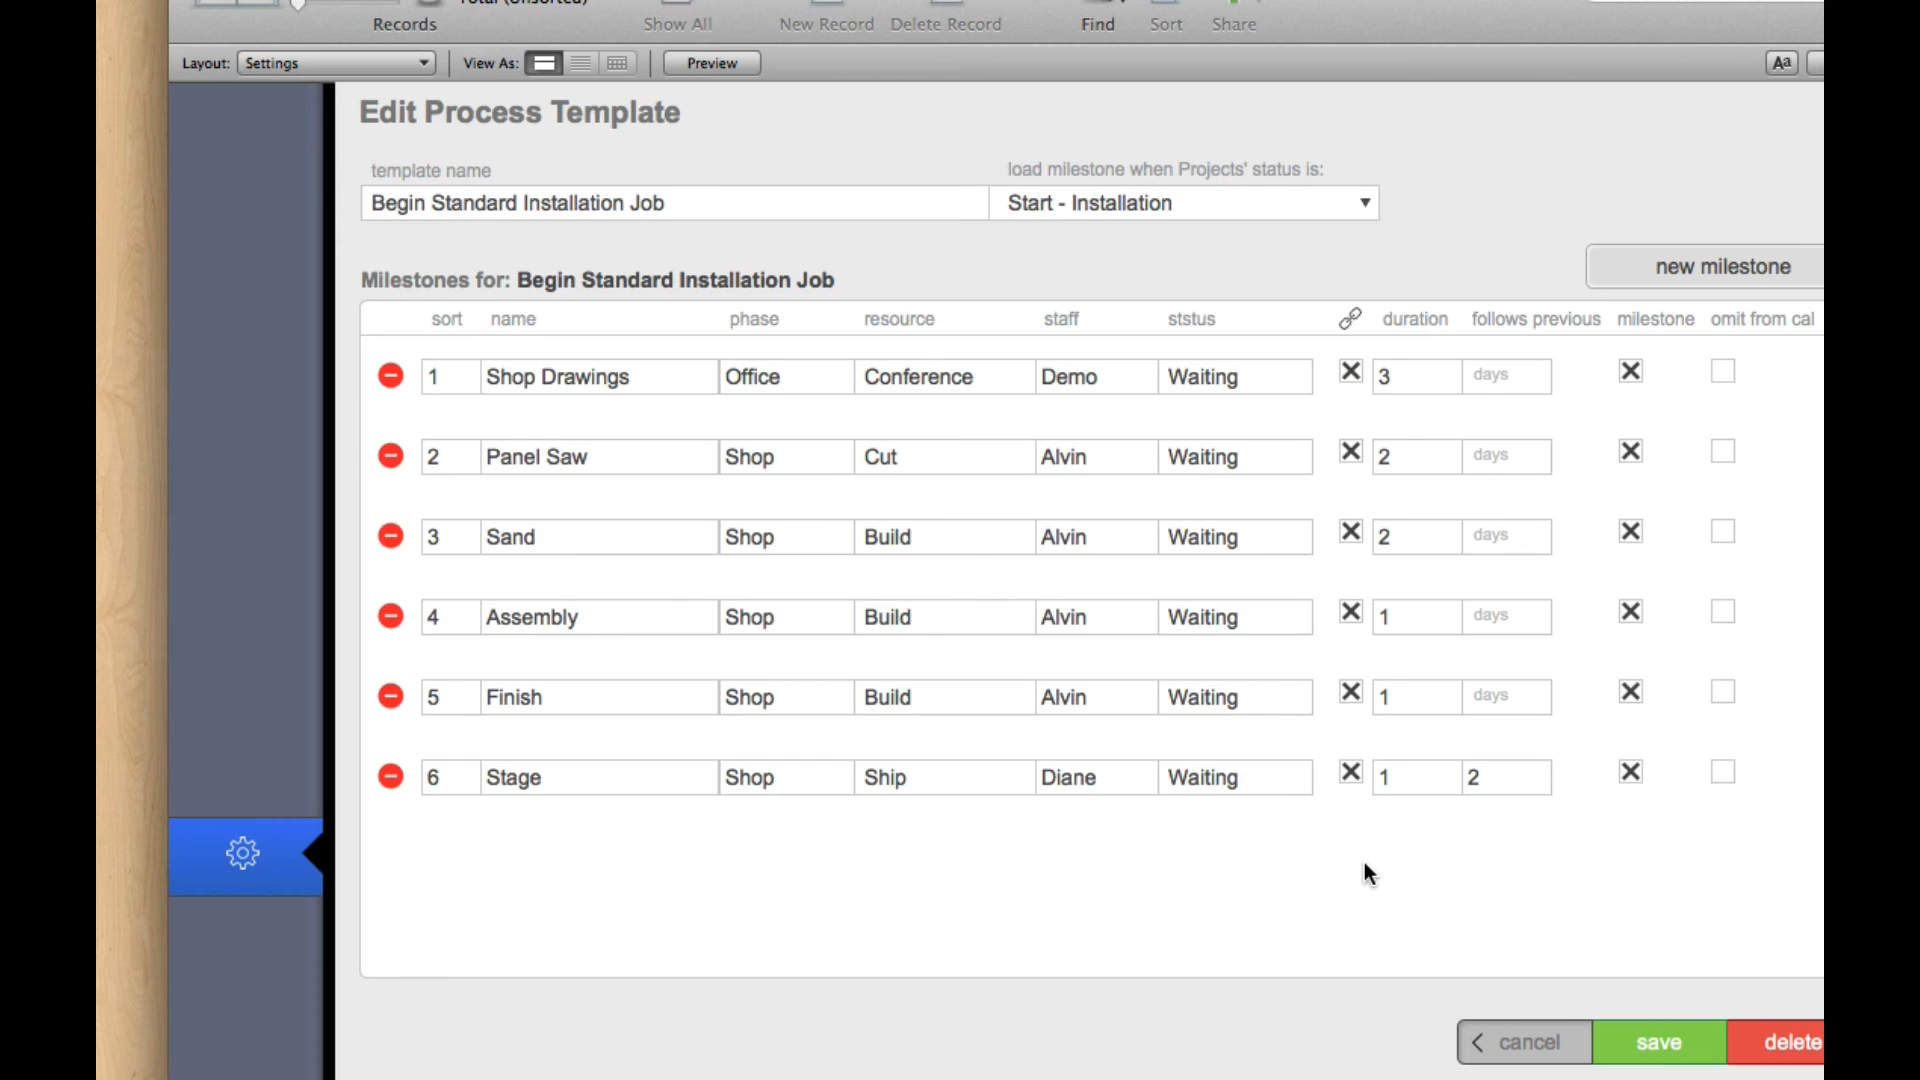 Total (Unsorted)
Records Show All New Record Delete Record Find Sort Share
Layout: Settings View As: Preview Aa
Edit Process Template
template name load milestone when Projects' status is:
Begin Standard Installation Job Start - Installation
new milestone
Milestones for: Begin Standard Installation Job
sort name phase resource staff ststus duration follows previous milestone omit from cal
1 Shop Drawings Office Conference Demo Waiting 3 days
2 Panel Saw Shop Cut Alvin Waiting 2 days
3 Sand Shop Build Alvin Waiting 2 days
4 Assembly Shop Build Alvin Waiting 1 days
5 Finish Shop Build Alvin Waiting 1 days
6 Stage Shop Ship Diane Waiting 1 2
cancel save delete